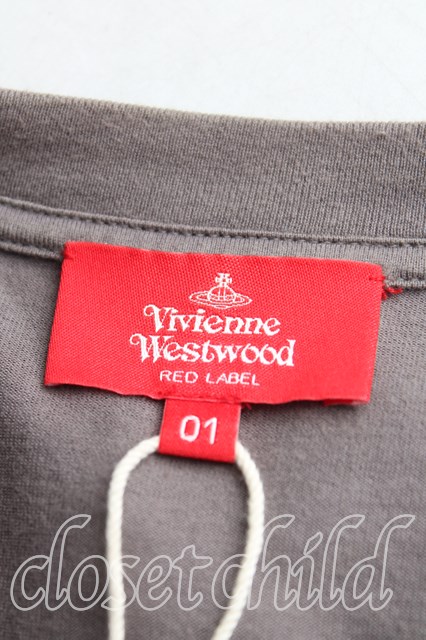 Vivienne
Westwood
RED LABEL
01
closetchild